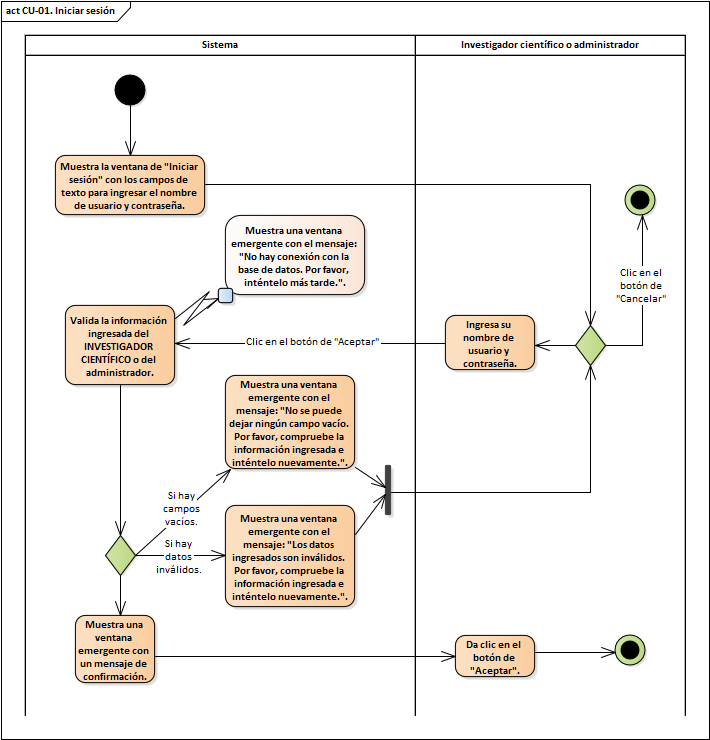 act CU-01. Iniciar sesión
Sistema
Investigador científico o administrador
Muestra la ventana de "Iniciar
sesión" con los campos de
texto para ingresar el nombre
de usuario y contraseña.
Muestra una ventana
emergente con el mensaje:
"No hay conexión con la
base de datos. Por favor,
inténtelo más tarde.".
Clic en el
botón de
"Cancelar"
Valida la información
ingresada del
INVESTIGADOR
CIENTÍFICO o del
administrador.
Clic en el botón de "Aceptar"
Ingresa su
nombre de
usuario y
contraseña.
Muestra una ventana
emergente con el
mensaje: "No se puede
dejar ningún campo vacío.
Por favor, compruebe la
información ingresada e
inténtelo nuevamente.".
Si hay
campos
vacíos.
Si hay
datos
inválidos.
Muestra una ventana
emergente con el
mensaje: "Los datos
ingresados son inválidos.
Por favor, compruebe la
información ingresada e
inténtelo nuevamente.".
Muestra una
ventana
emergente con
un mensaje de
confirmación.
Da clic en el
botón de
"Aceptar".